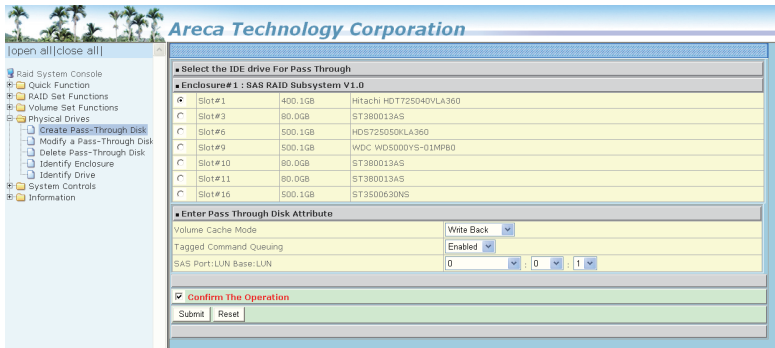 Areca Technology Corporation
|open all|close all|
Raid System Console
Quick Function
RAID Set Functions
Volume Set Functions
Physical Drives
Create Pass-Through Disk
Modify a Pass-Through Disk
Delete Pass-Through Disk
Identify Enclosure
Identify Drive
System Controls
Information
Select the IDE drive For Pass Through
Enclosure#1 : SAS RAID Subsystem V1.0
Slot#1 400.1GB Hitachi HDT725040VLA360
Slot#3 80.0GB ST380013AS
Slot#6 500.1GB HDS725050KLA360
Slot#9 500.1GB WDC WD5000YS-01MPB0
Slot#10 80.0GB ST380013AS
Slot#11 80.0GB ST380013AS
Slot#16 500.1GB ST3500630NS
Enter Pass Through Disk Attribute
Volume Cache Mode Write Back
Tagged Command Queuing Enabled
SAS Port:LUN Base:LUN 0 : 0 : 1
Confirm The Operation
Submit Reset